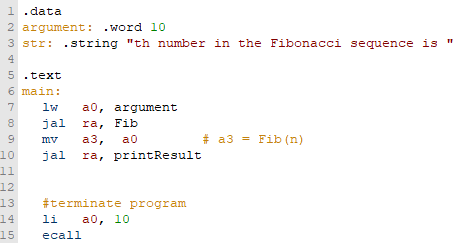 1 .data
2 argument: .word 10
3 str: .string "th number in the Fibonacci sequence is "
4
5 .text
6 main:
7 lw a0, argument
8 jal ra, Fib
9 mv a3, a0 # a3 = Fib(n)
10 jal ra, printResult
11
12
13 #terminate program
14 li a0, 10
15 ecall